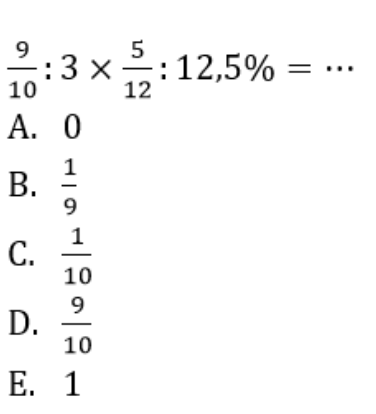 9/10 : 3 × 5/12 : 12,5% = ⋯
A. 0
B. 1/9
C. 1/10
D. 9/10
E. 1